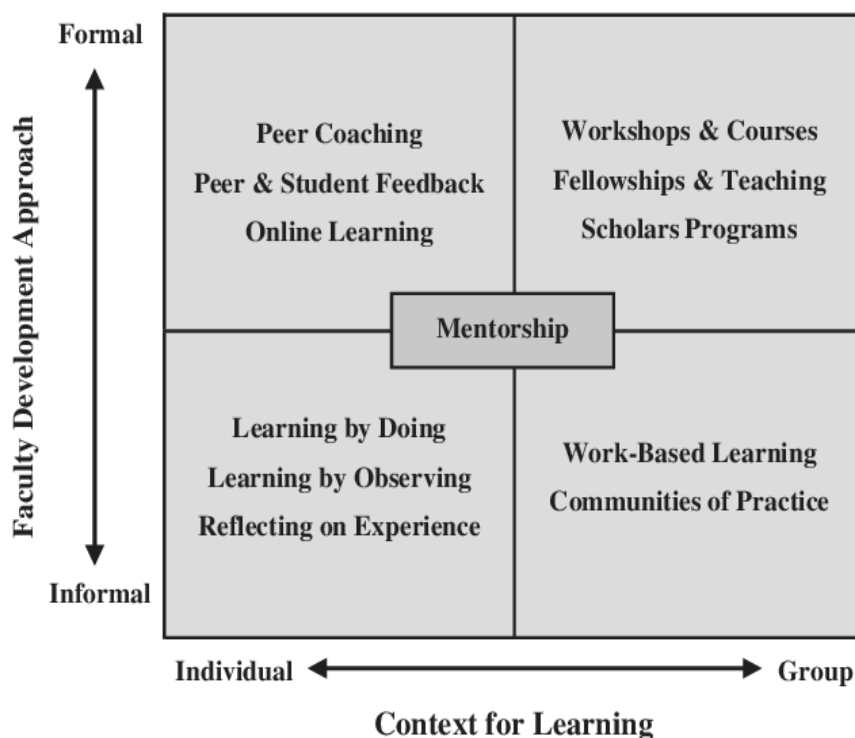 Formal
Faculty Development Approach
Informal
Peer Coaching
Peer & Student Feedback
Online Learning
Workshops & Courses
Fellowships & Teaching
Scholars Programs
Mentorship
Learning by Doing
Learning by Observing
Reflecting on Experience
Work-Based Learning
Communities of Practice
Individual
Group
Context for Learning